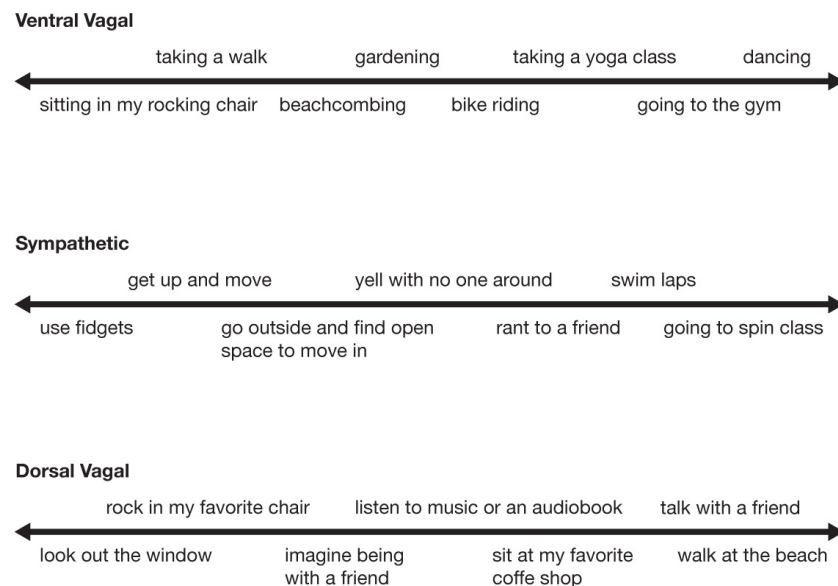 Ventral Vagal
taking a walk gardening taking a yoga class dancing
sitting in my rocking chair beachcombing bike riding going to the gym
Sympathetic
get up and move yell with no one around swim laps
use fidgets go outside and find open rant to a friend going to spin class
space to move in
Dorsal Vagal
rock in my favorite chair listen to music or an audiobook talk with a friend
look out the window imagine being sit at my favorite walk at the beach
with a friend coffe shop